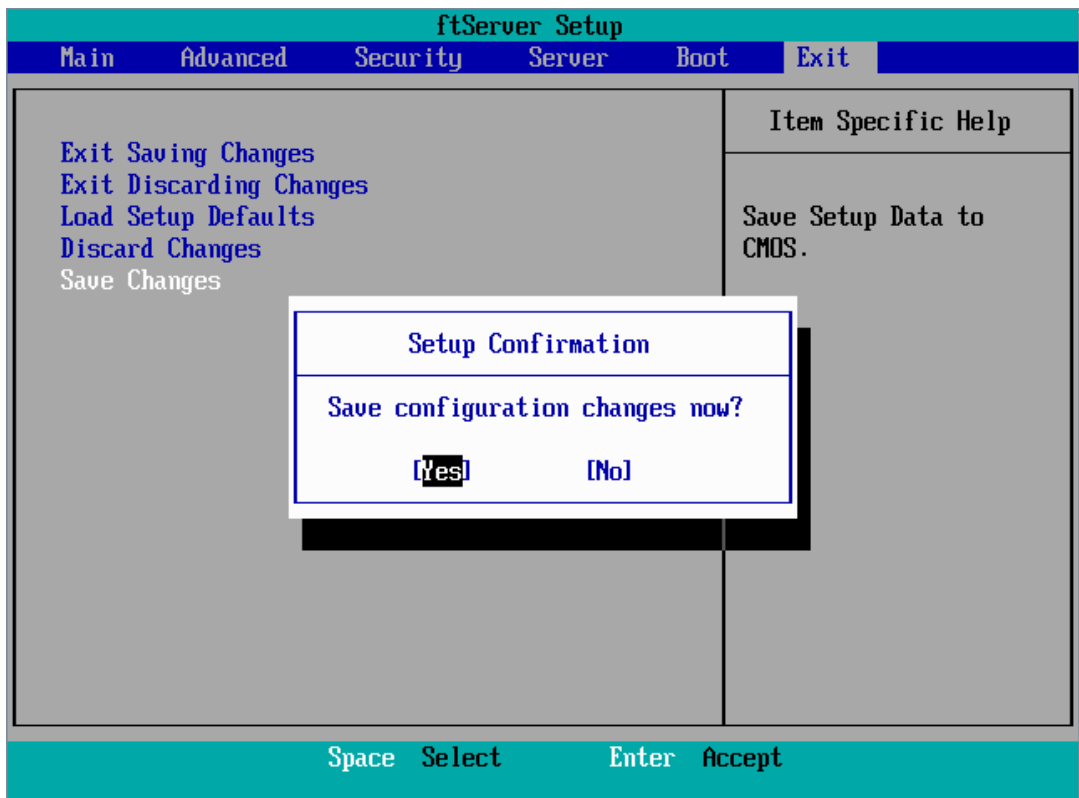 ftServer Setup
Main Advanced Security Server Boot Exit
Exit Saving Changes
Exit Discarding Changes
Load Setup Defaults
Discard Changes
Save Changes
Item Specific Help
Save Setup Data to
CMOS.
Setup Confirmation
Save configuration changes now?
[Yes] [No]
Space Select Enter Accept